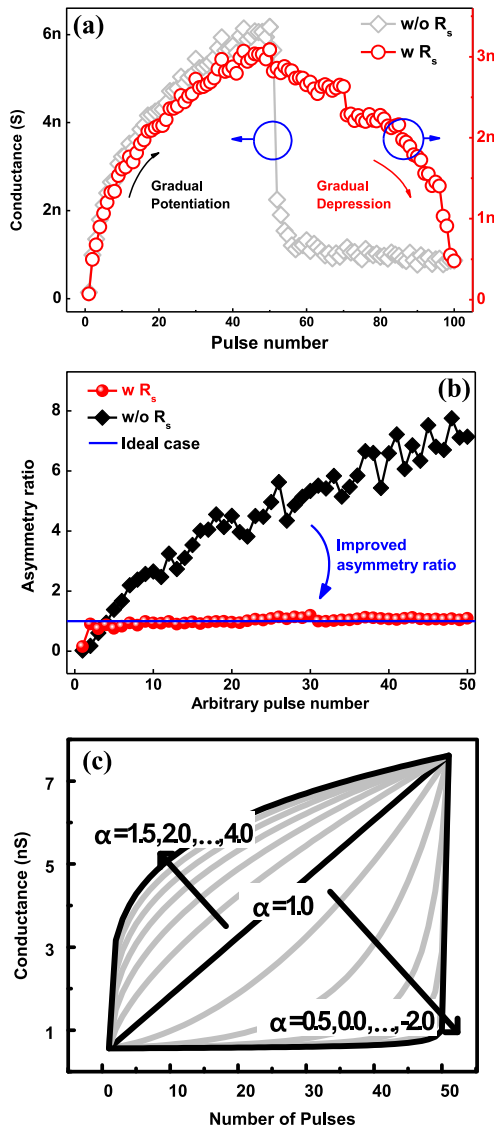 (a)
w/o Rs
w Rs
6n
4n
2n
0
3n
2n
1n
0
Conductance (S)
Gradual
Potentiation
Gradual
Depression
0 20 40 60 80 100
Pulse number
(b)
w Rs
w/o Rs
Ideal case
8
6
4
2
0
Asymmetry ratio
Improved
asymmetry ratio
0 10 20 30 40 50
Arbitrary pulse number
(c)
7
5
3
1
Conductance (nS)
α=1.5,2.0,...,4.0
α=1.0
α=0.5,0.0,...,-2.0
0 10 20 30 40 50
Number of Pulses